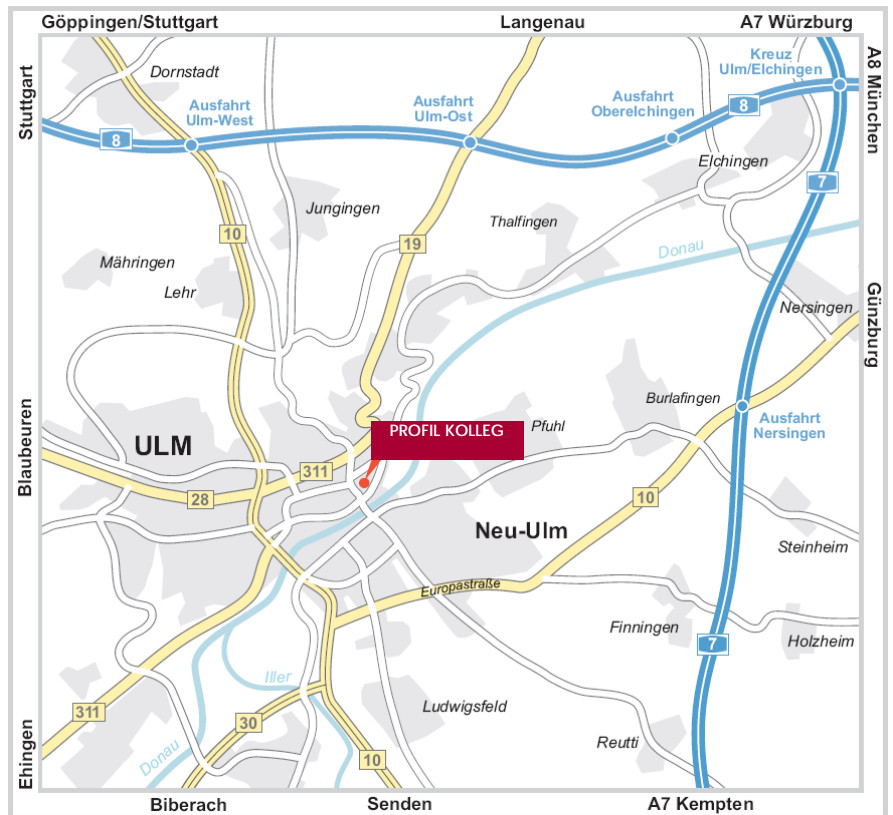 Göppingen/Stuttgart
Langenau
A7 Würzburg
Stuttgart
A8 München
Dornstadt
Kreuz
Ulm/Elchingen
Ausfahrt
Ulm-West
Ausfahrt
Ulm-Ost
Ausfahrt
Oberelchingen
8
8
Elchingen
7
Jungingen
Thalfingen
10
19
Donau
Mähringen
Lehr
Nersingen
Günzburg
Burlafingen
Blaubeuren
ULM
PROFIL KOLLEG
Pfuhl
Ausfahrt
Nersingen
311
28
10
Neu-Ulm
Steinheim
Europastraße
Finningen
Holzheim
7
Iller
Ludwigsfeld
311
30
Reutti
Ehingen
Donau
10
Biberach
Senden
A7 Kempten